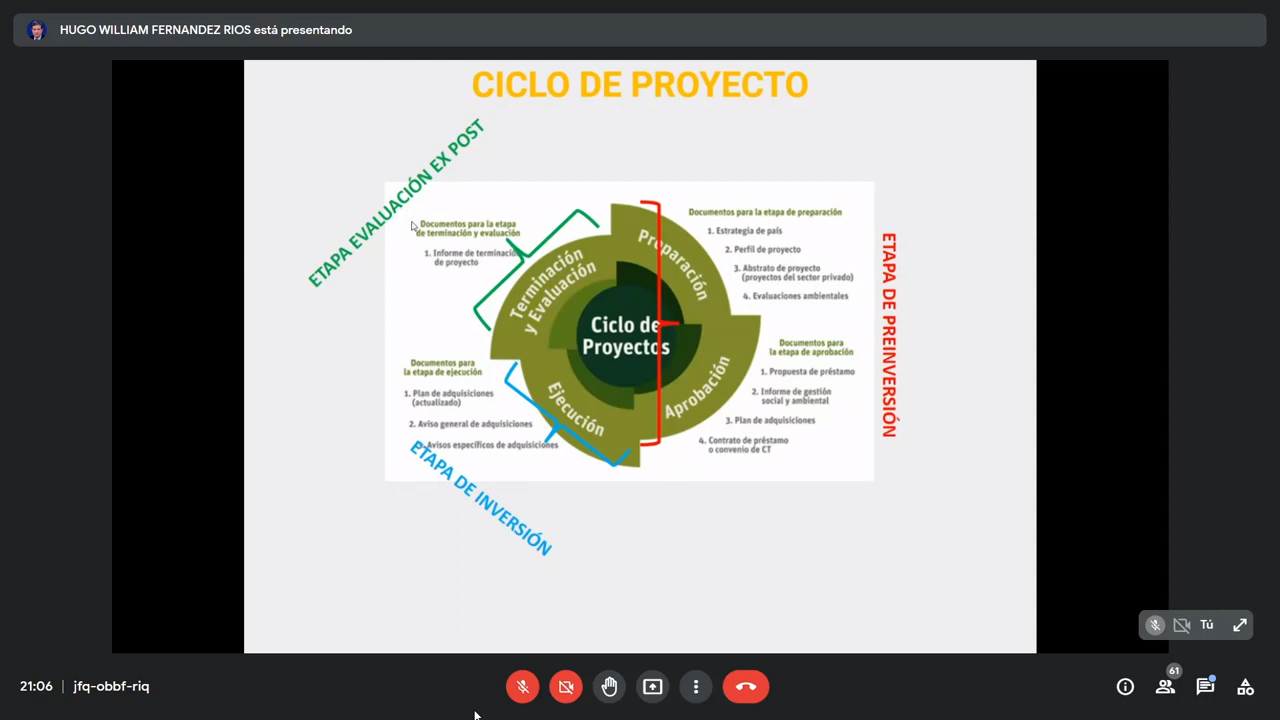 HUGO WILLIAM FERNANDEZ RIOS está presentando
CICLO DE PROYECTO
ETAPA EVALUACIÓN EX POST
Documentos para la etapa
de terminación y evaluación
1. Informe de terminación
de proyecto
Documentos para la etapa de preparación
1. Estrategia de país
2. Perfil de proyecto
3. Abstrato de proyecto
(proyectos del sector privado)
4. Evaluaciones ambientales
ETAPA DE PREINVERSIÓN
Preparación
Terminación
y Evaluación
Ciclo de
Proyectos
Aprobación
Ejecución
Documentos para
la etapa de aprobación
1. Propuesta de préstamo
2. Informe de gestión
social y ambiental
3. Plan de adquisiciones
4. Contrato de préstamo
o convenio de CT
Documentos para
la etapa de ejecución
1. Plan de adquisiciones
(actualizado)
2. Aviso general de adquisiciones
Avisos específicos de adquisiciones
ETAPA DE INVERSIÓN
Tú
21:06 | jfq-obbf-riq
61